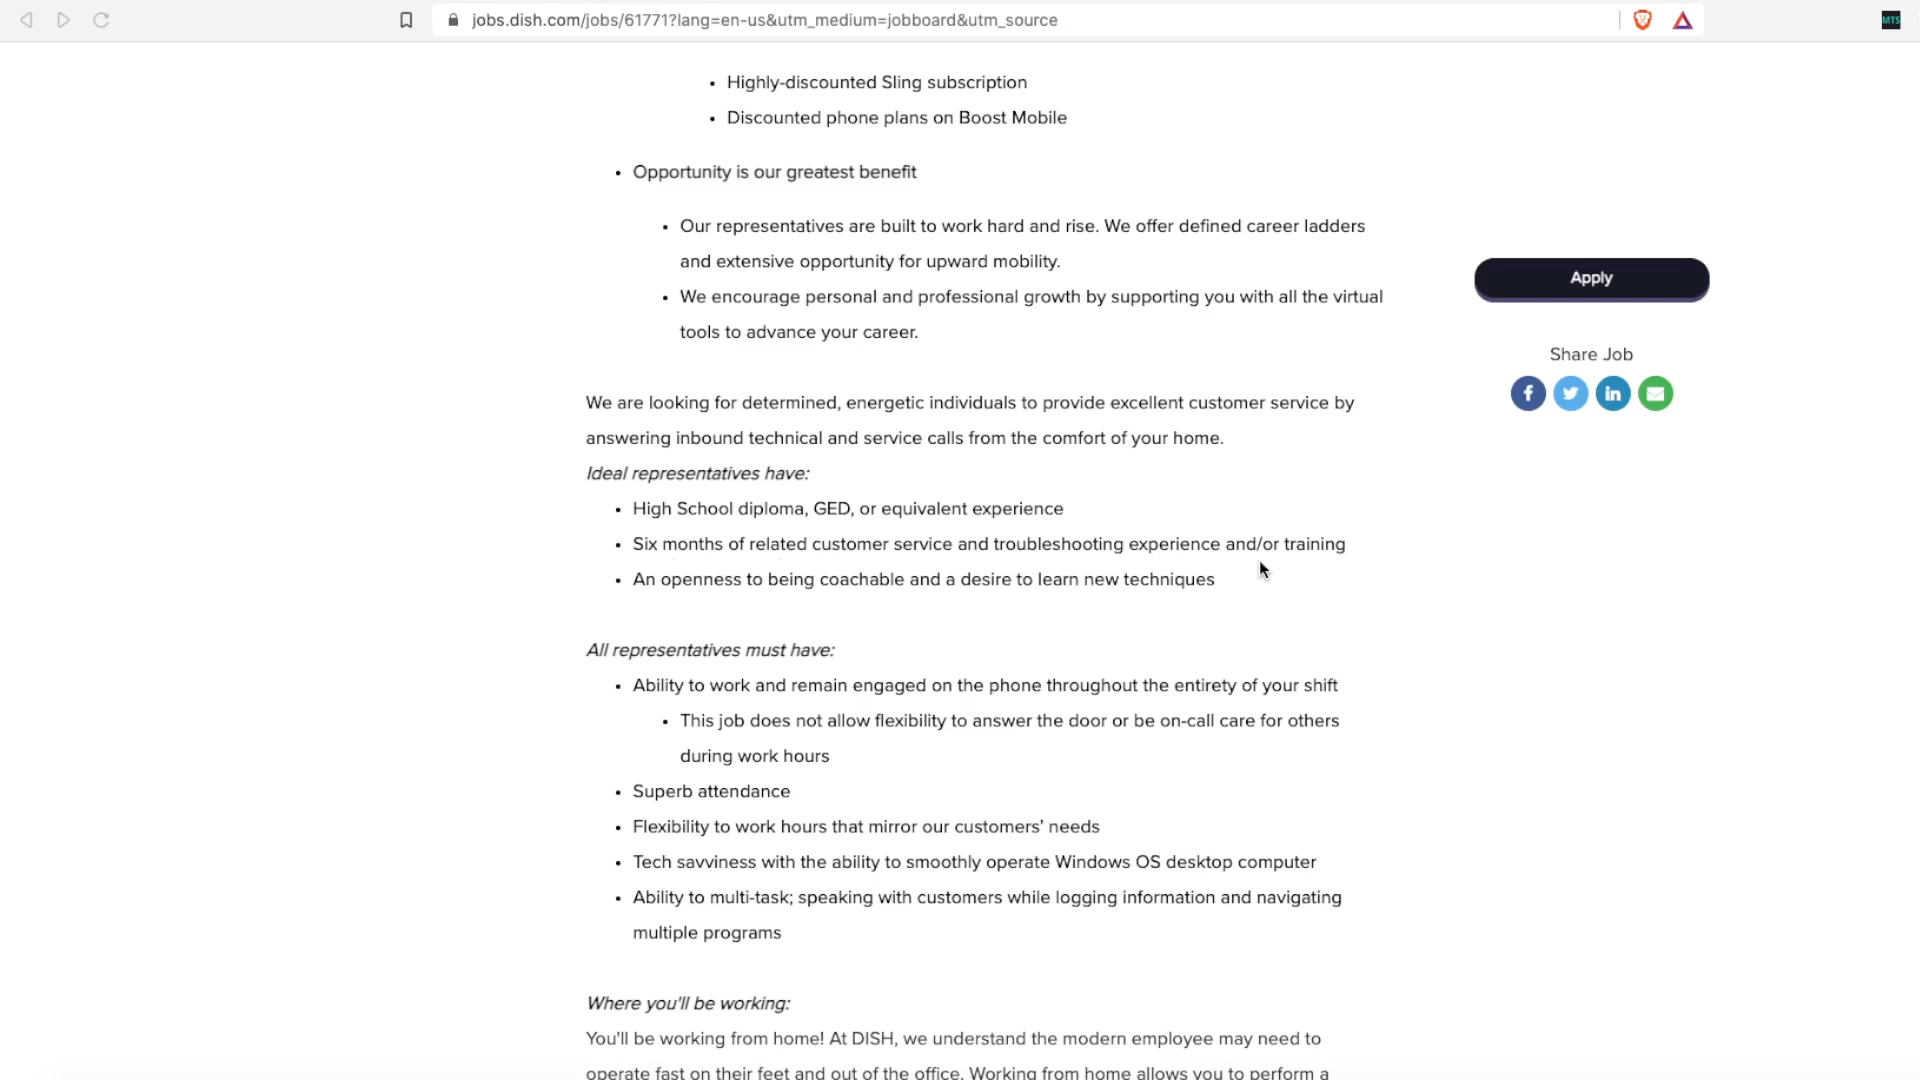 jobs.dish.com/jobs/61771?lang=en-us&utm_medium=jobboard&utm_source
MTS
• Highly-discounted Sling subscription
• Discounted phone plans on Boost Mobile
• Opportunity is our greatest benefit
• Our representatives are built to work hard and rise. We offer defined career ladders
and extensive opportunity for upward mobility.
• We encourage personal and professional growth by supporting you with all the virtual
tools to advance your career.
Apply
Share Job
We are looking for determined, energetic individuals to provide excellent customer service by
answering inbound technical and service calls from the comfort of your home.
Ideal representatives have:
• High School diploma, GED, or equivalent experience
• Six months of related customer service and troubleshooting experience and/or training
• An openness to being coachable and a desire to learn new techniques
All representatives must have:
• Ability to work and remain engaged on the phone throughout the entirety of your shift
• This job does not allow flexibility to answer the door or be on-call care for others
during work hours
• Superb attendance
• Flexibility to work hours that mirror our customers’ needs
• Tech savviness with the ability to smoothly operate Windows OS desktop computer
• Ability to multi-task; speaking with customers while logging information and navigating
multiple programs
Where you'll be working:
You'll be working from home! At DISH, we understand the modern employee may need to
operate fast on their feet and out of the office. Working from home allows you to perform a